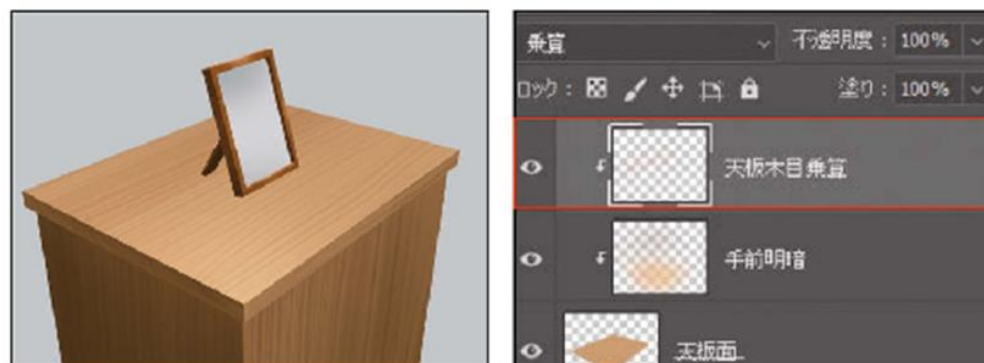 乗算
不透明度： 100%
ロック： 塗り： 100%
天板木目乗算
手前明暗
天板面